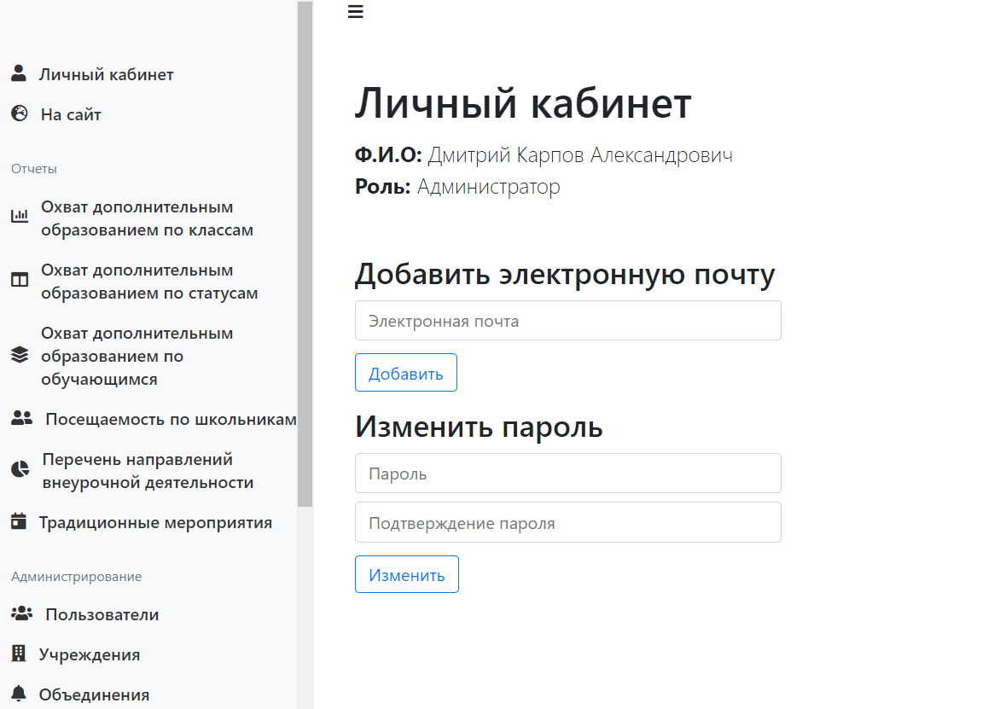 Личный кабинет
На сайт
Отчеты
Охват дополнительным
образованием по классам
Охват дополнительным
образованием по статусам
Охват дополнительным
образованием по
обучающимся
Посещаемость по школьникам
Перечень направлений
внеурочной деятельности
Традиционные мероприятия
Администрирование
Пользователи
Учреждения
Объединения
Личный кабинет
Ф.И.О: Дмитрий Карпов Александрович
Роль: Администратор
Добавить электронную почту
Электронная почта
Добавить
Изменить пароль
Пароль
Подтверждение пароля
Изменить